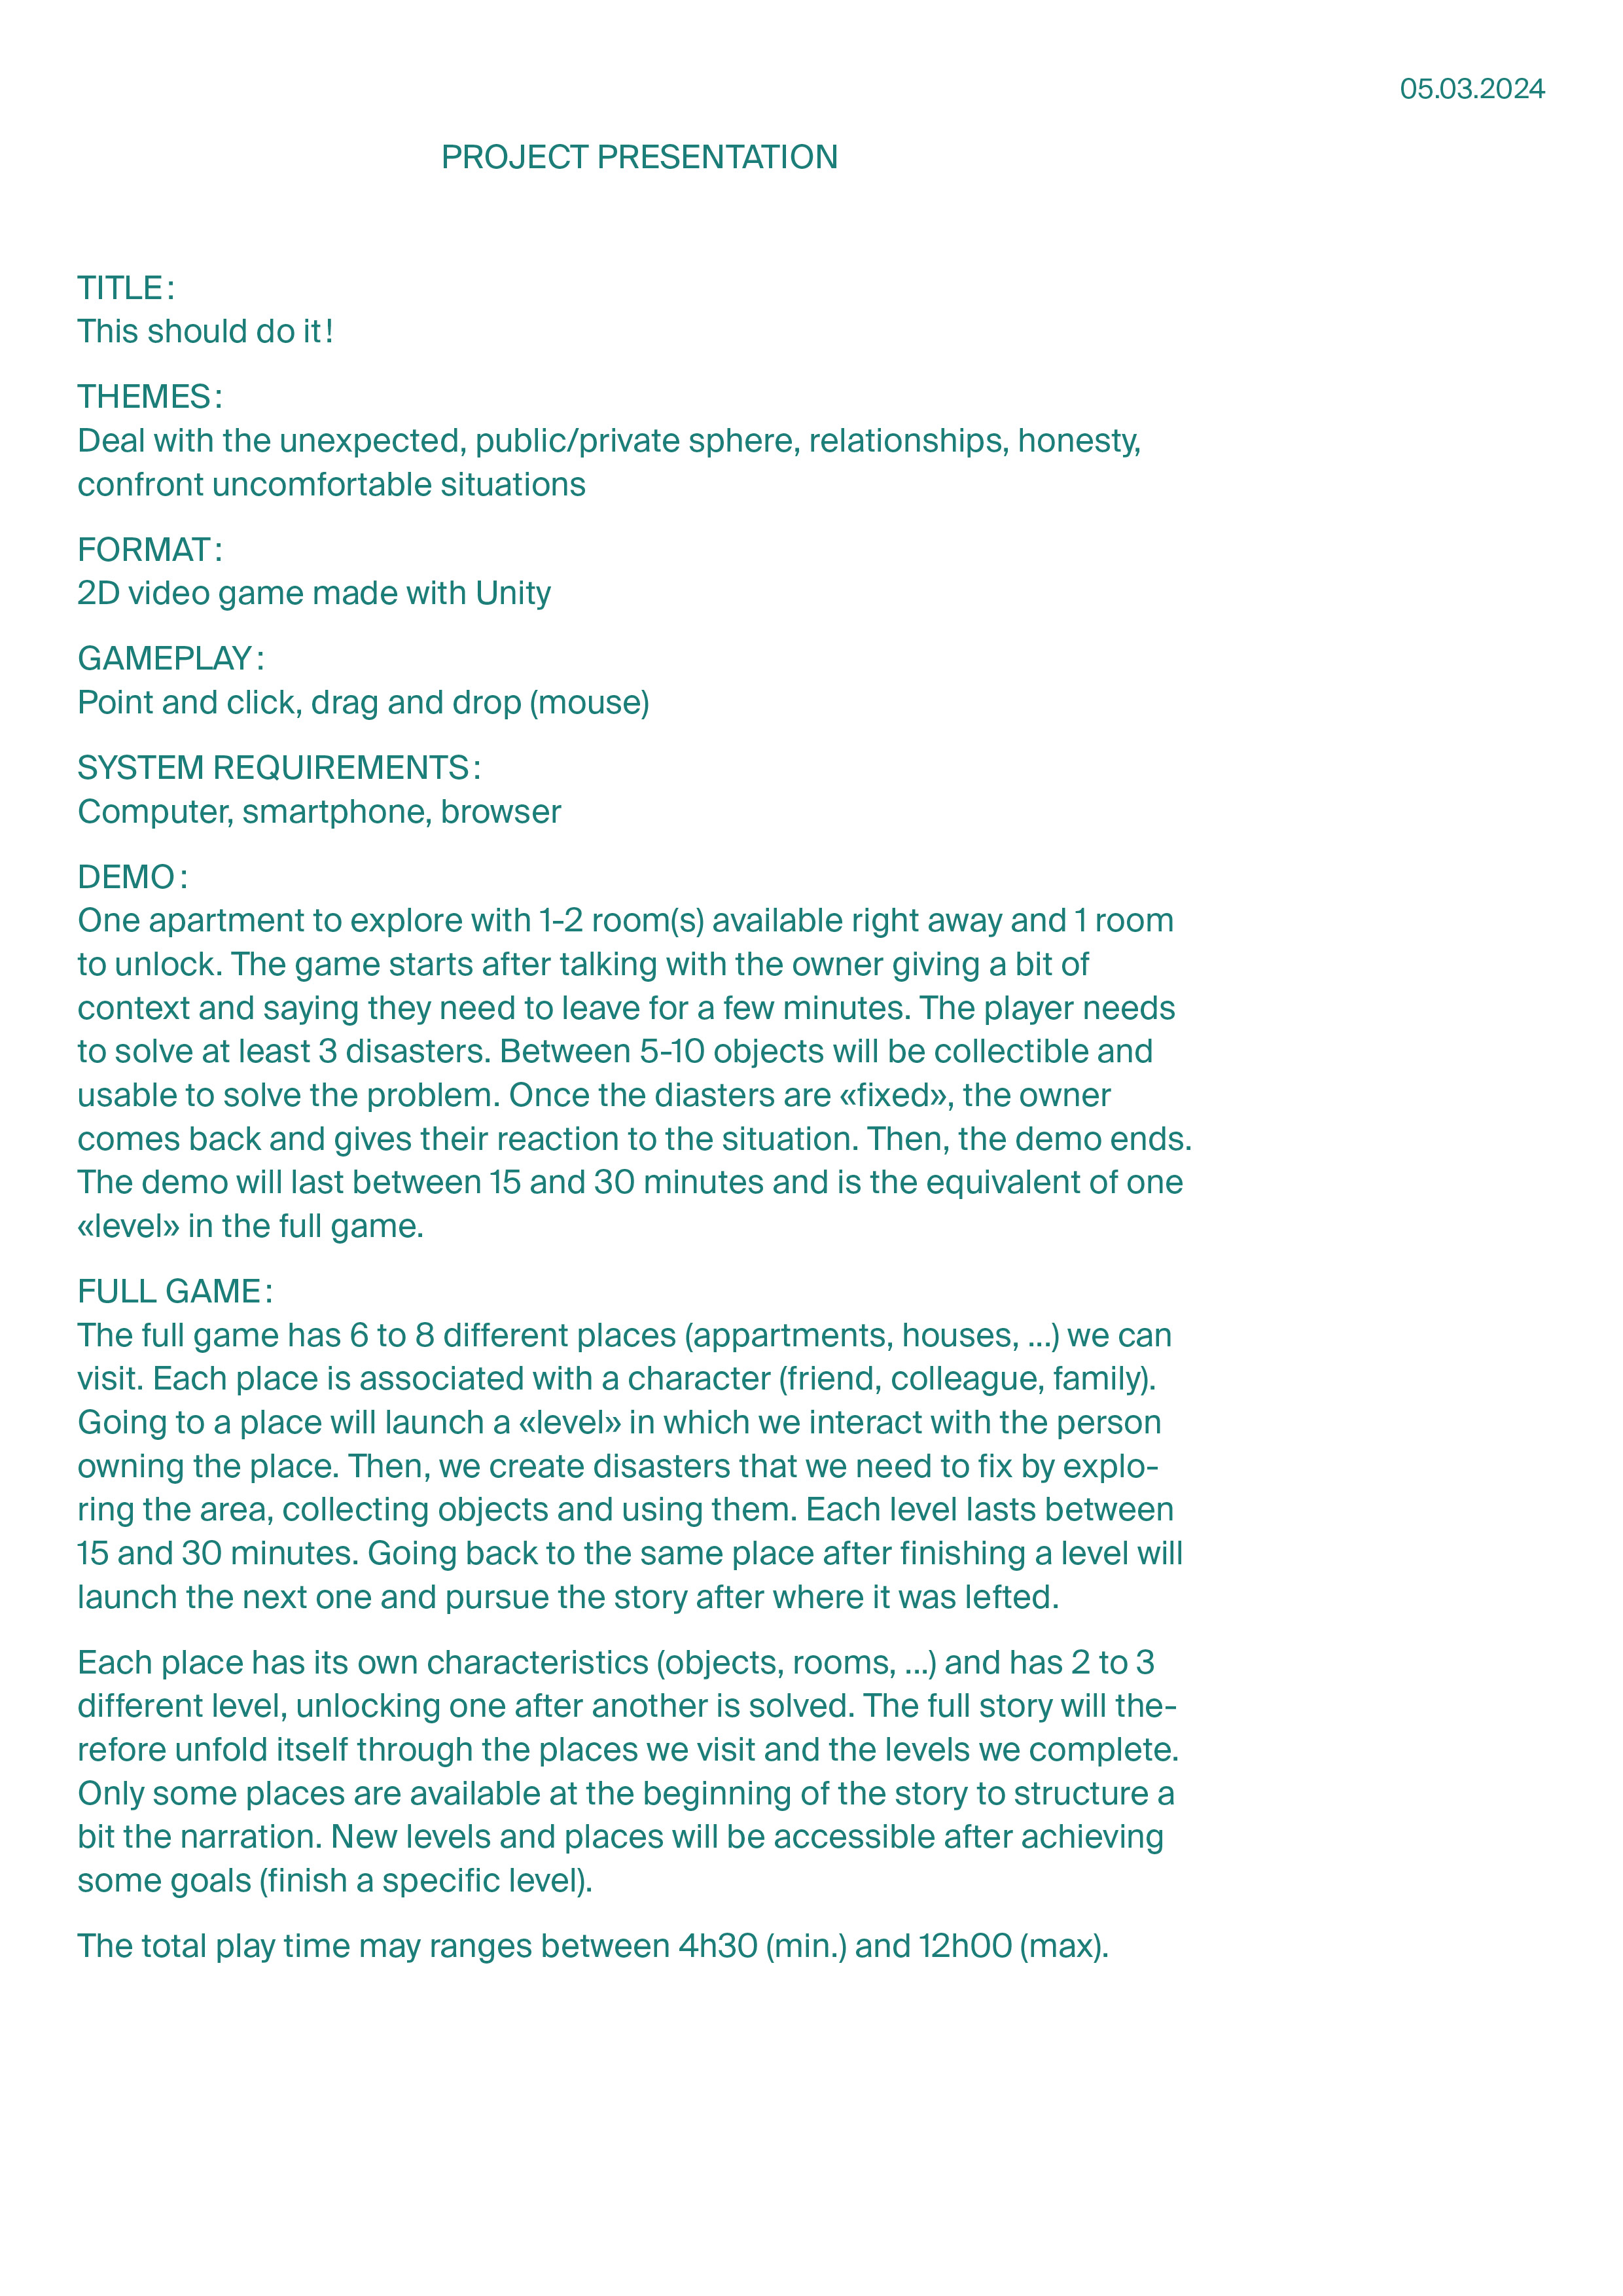 05.03.2024
PROJECT PRESENTATION
TITLE :
This should do it !
THEMES :
Deal with the unexpected, public/private sphere, relationships, honesty,
confront uncomfortable situations
FORMAT :
2D video game made with Unity
GAMEPLAY :
Point and click, drag and drop (mouse)
SYSTEM REQUIREMENTS :
Computer, smartphone, browser
DEMO :
One apartment to explore with 1-2 room(s) available right away and 1 room
to unlock. The game starts after talking with the owner giving a bit of
context and saying they need to leave for a few minutes. The player needs
to solve at least 3 disasters. Between 5-10 objects will be collectible and
usable to solve the problem. Once the diasters are «fixed», the owner
comes back and gives their reaction to the situation. Then, the demo ends.
The demo will last between 15 and 30 minutes and is the equivalent of one
«level» in the full game.
FULL GAME :
The full game has 6 to 8 different places (appartments, houses, ...) we can
visit. Each place is associated with a character (friend, colleague, family).
Going to a place will launch a «level» in which we interact with the person
owning the place. Then, we create disasters that we need to fix by explo-
ring the area, collecting objects and using them. Each level lasts between
15 and 30 minutes. Going back to the same place after finishing a level will
launch the next one and pursue the story after where it was lefted.
Each place has its own characteristics (objects, rooms, ...) and has 2 to 3
different level, unlocking one after another is solved. The full story will the-
refore unfold itself through the places we visit and the levels we complete.
Only some places are available at the beginning of the story to structure a
bit the narration. New levels and places will be accessible after achieving
some goals (finish a specific level).
The total play time may ranges between 4h30 (min.) and 12h00 (max).